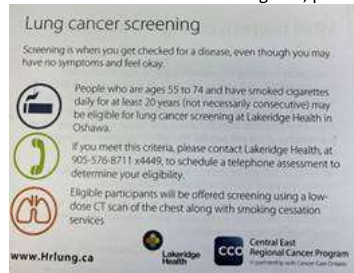 Lung cancer screening
Screening is when you get checked for a disease, even though you may
have no symptoms and feel okay.
People who are ages 55 to 74 and have smoked cigarettes
daily for at least 20 years (not necessarily consecutive) may
be eligible for lung cancer screening at Lakeridge Health in
Oshawa.
If you meet this criteria, please contact Lakeridge Health, at
905-576-8711 x4449, to schedule a telephone assessment to
determine your eligibility.
Eligible participants will be offered screening using a low-
dose CT scan of the chest along with smoking cessation
services
www.Hrlung.ca
Lakeridge
Health
CCO
Central East
Regional Cancer Program
in partnership with Cancer Care Ontario